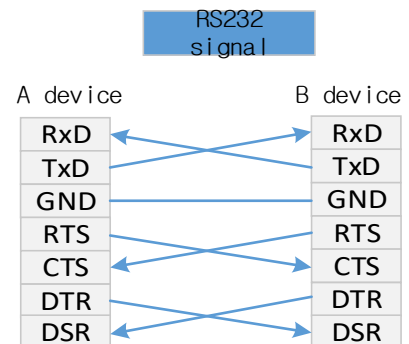 RS232
signal
A device
B device
RxD
TxD
GND
RTS
CTS
DTR
DSR
RxD
TxD
GND
RTS
CTS
DTR
DSR